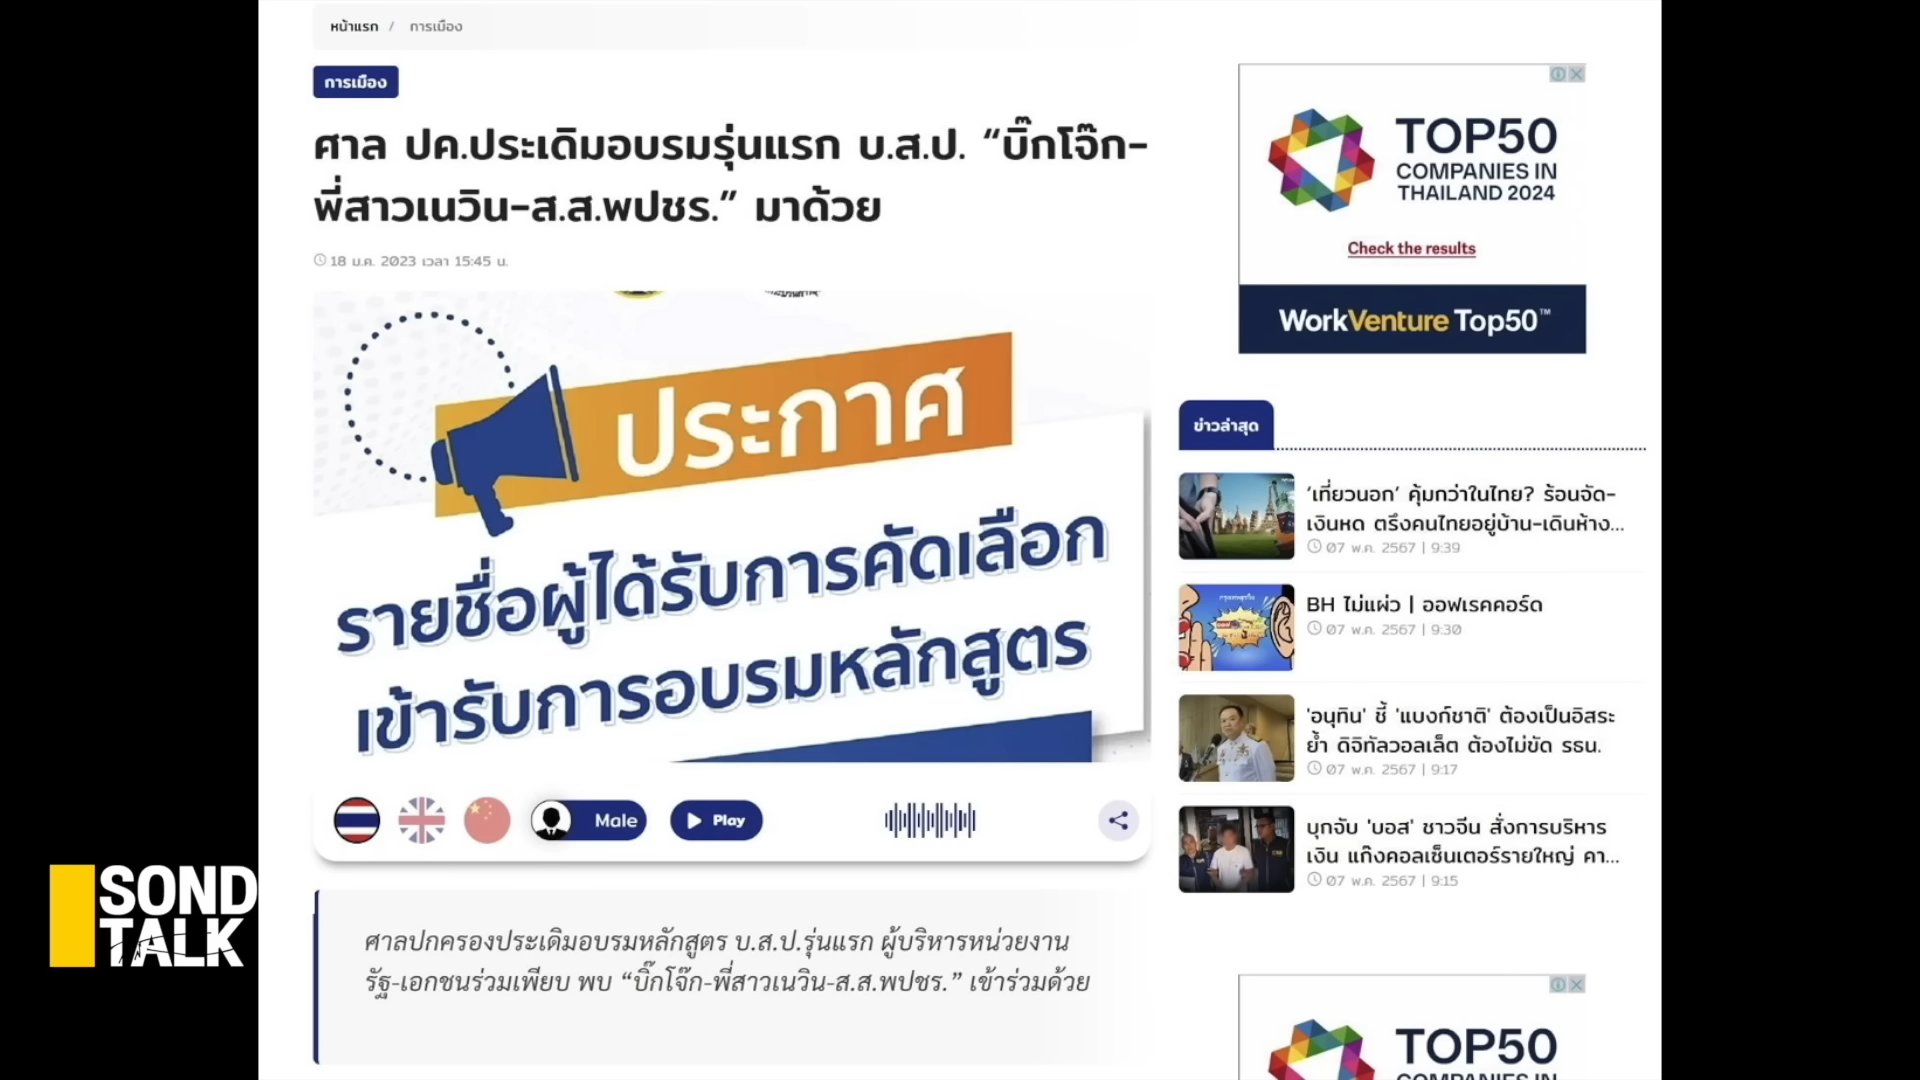 หน้าแรก / การเมือง
การเมือง
ศาล ปค.ประเดิมอบรมรุ่นแรก บ.ส.ป. “บิ๊กโจ๊ก-
พี่สาวเนวิน-ส.ส.พปชร.” มาด้วย
18 ม.ค. 2023 เวลา 15:45 น.
ประกาศ
รายชื่อผู้ได้รับการคัดเลือก
เข้ารับการอบรมหลักสูตร
Male
Play
ศาลปกครองประเดิมอบรมหลักสูตร บ.ส.ป.รุ่นแรก ผู้บริหารหน่วยงาน
รัฐ-เอกชนร่วมเพียบ พบ “บิ๊กโจ๊ก-พี่สาวเนวิน-ส.ส.พปชร.” เข้าร่วมด้วย
TOP50
COMPANIES IN
THAILAND 2024
Check the results
WorkVenture Top50™
ข่าวล่าสุด
‘เที่ยวนอก’ คุ้มกว่าในไทย? ร้อนจัด-
เงินหด ตรึงคนไทยอยู่บ้าน-เดินห้าง...
07 พ.ค. 2567 | 9:39
BH ไม่แผ่ว | ออฟเรคคอร์ด
07 พ.ค. 2567 | 9:30
'อนุทิน' ชี้ 'แบงก์ชาติ' ต้องเป็นอิสระ
ย้ำ ดิจิทัลวอลเล็ต ต้องไม่ขัด รธน.
07 พ.ค. 2567 | 9:17
บุกจับ 'บอส' ชาวจีน สั่งการบริหาร
เงิน แก๊งคอลเซ็นเตอร์รายใหญ่ คา...
07 พ.ค. 2567 | 9:15
TOP50
COMPANIES IN
SOND
TALK